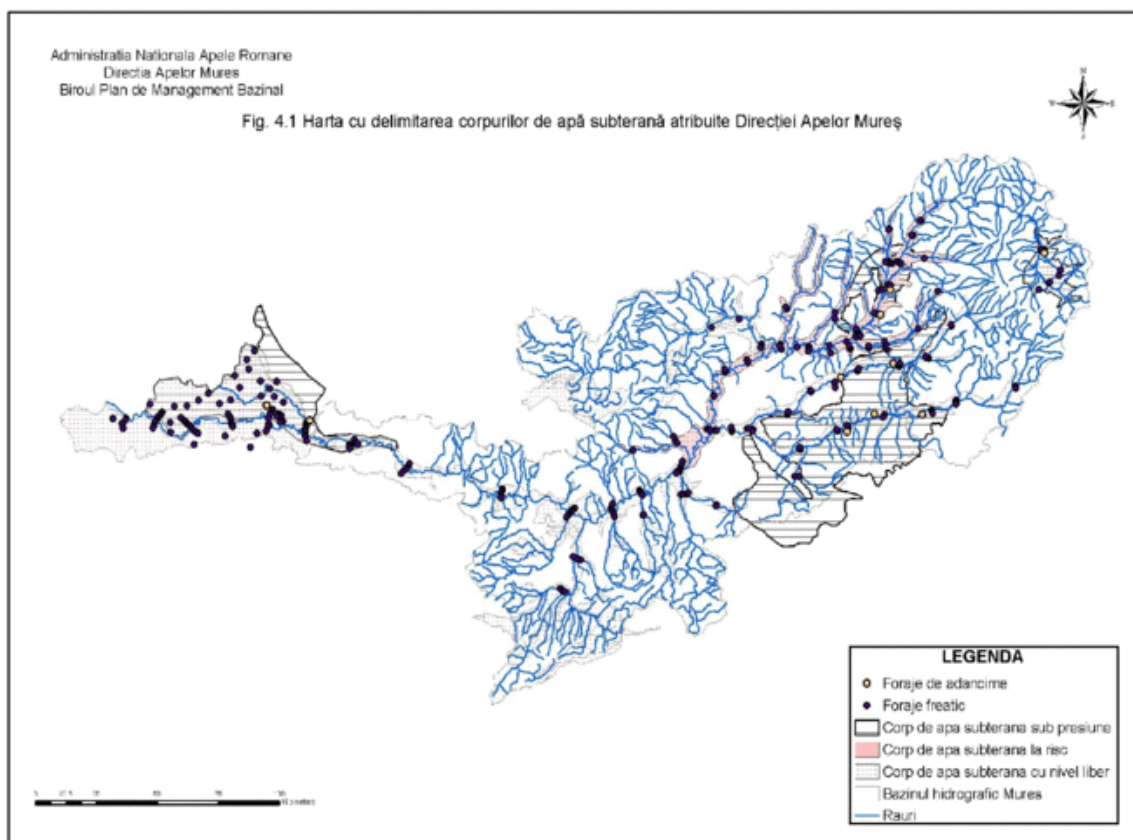 Administratia Nationala Apele Romane
Directia Apelor Mures
Biroul Plan de Management Bazinal
N
Fig. 4.1 Harta cu delimitarea corpurilor de apă subterană atribuite Direcției Apelor Mureș
W
E
S
LEGENDA
Foraje de adancime
Foraje freatic
Corp de apa subterana sub presiune
Corp de apa subterana la risc
Corp de apa subterana cu nivel liber
Bazinul hidrografic Mures
Rauri